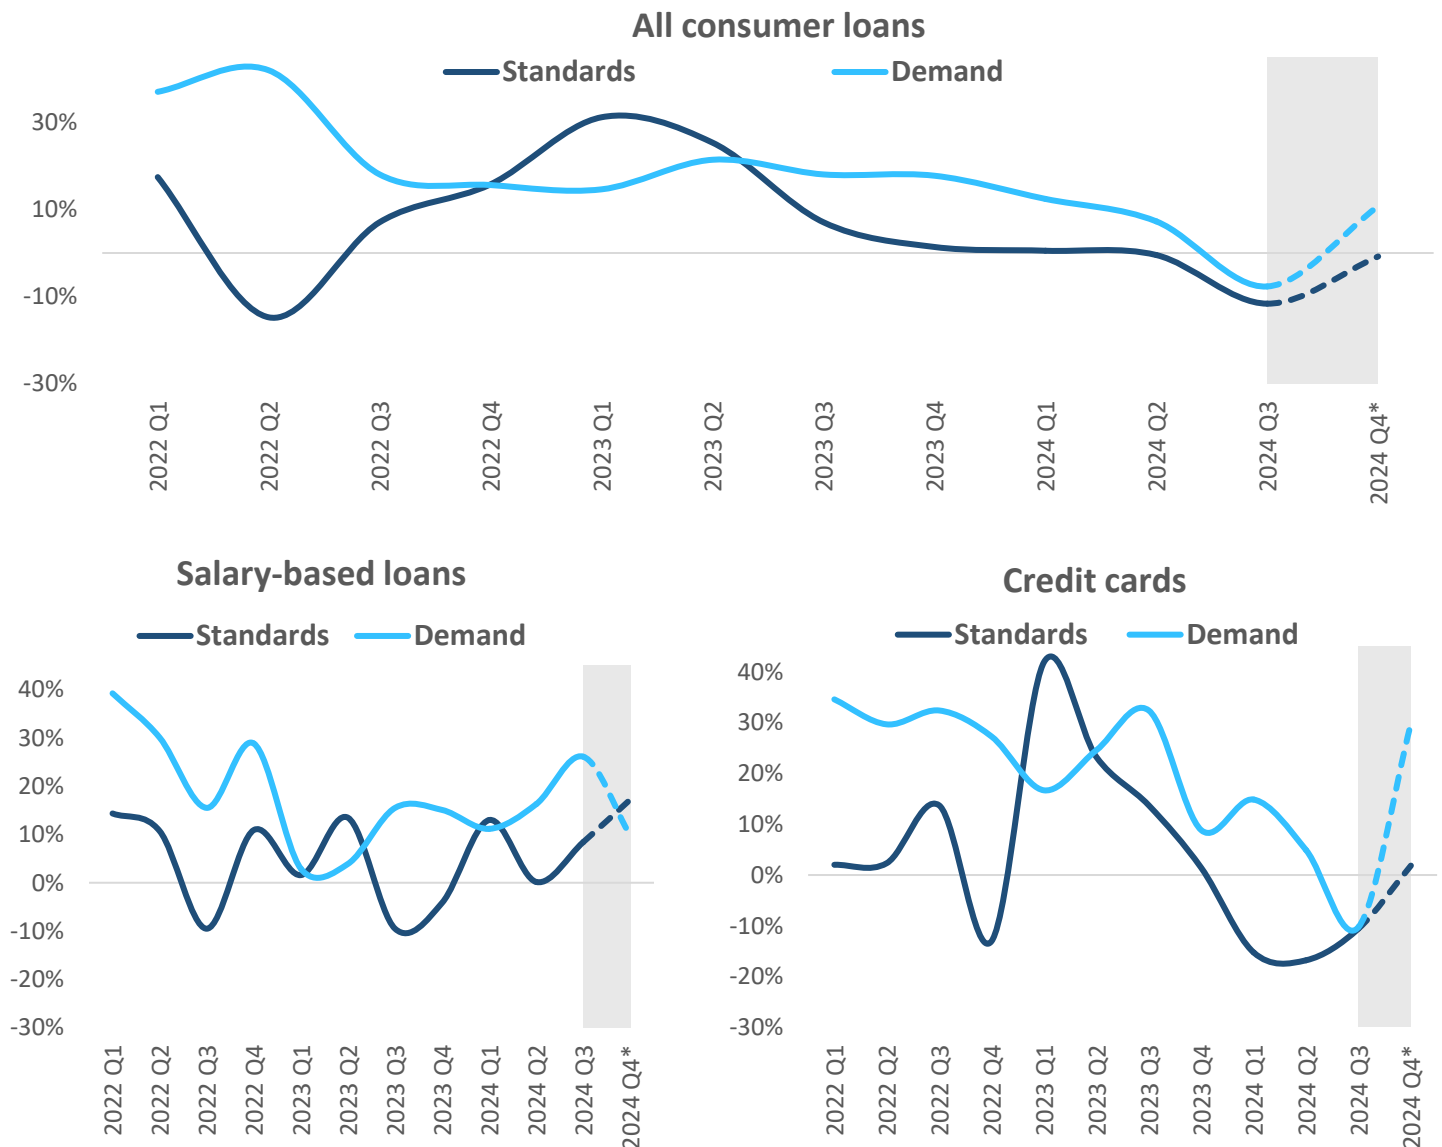 All consumer loans
Standards
Demand
30%
10%
-10%
-30%
2022 Q1
2022 Q2
2022 Q3
2022 Q4
2023 Q1
2023 Q2
2023 Q3
2023 Q4
2024 Q1
2024 Q2
2024 Q3
2024 Q4*
Salary-based loans
Standards
Demand
40%
30%
20%
10%
0%
-10%
-20%
-30%
2022 Q1
2022 Q2
2022 Q3
2022 Q4
2023 Q1
2023 Q2
2023 Q3
2023 Q4
2024 Q1
2024 Q2
2024 Q3
2024 Q4*
Credit cards
Standards
Demand
40%
30%
20%
10%
0%
-10%
-20%
-30%
2022 Q1
2022 Q2
2022 Q3
2022 Q4
2023 Q1
2023 Q2
2023 Q3
2023 Q4
2024 Q1
2024 Q2
2024 Q3
2024 Q4*